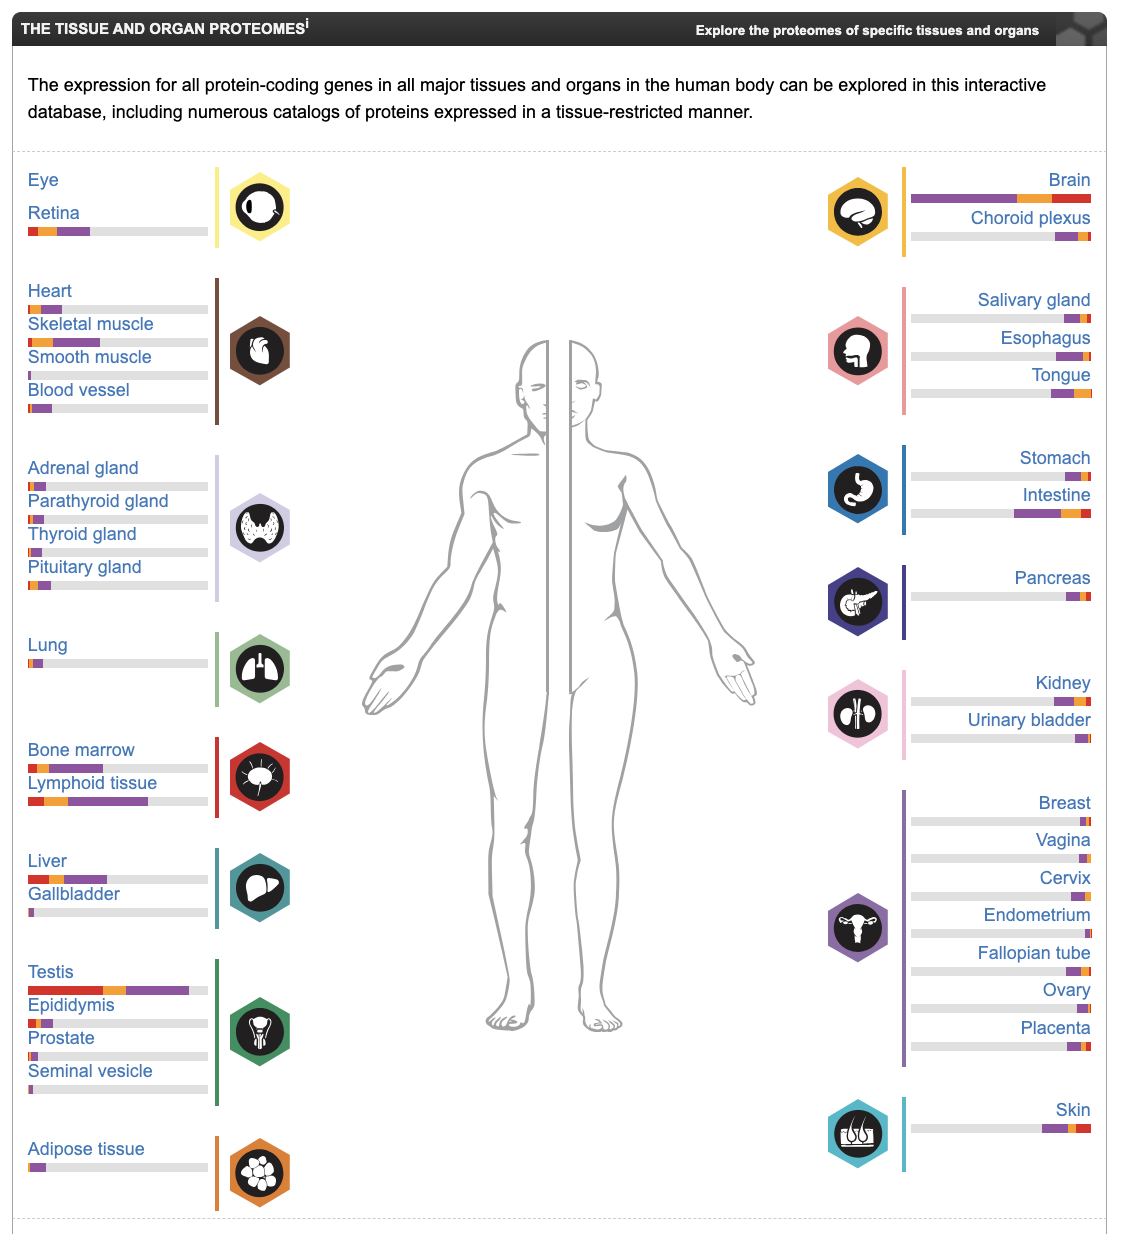 THE TISSUE AND ORGAN PROTEOMESⁱ
Explore the proteomes of specific tissues and organs
The expression for all protein-coding genes in all major tissues and organs in the human body can be explored in this interactive
database, including numerous catalogs of proteins expressed in a tissue-restricted manner.
Eye
Retina
Heart
Skeletal muscle
Smooth muscle
Blood vessel
Adrenal gland
Parathyroid gland
Thyroid gland
Pituitary gland
Lung
Bone marrow
Lymphoid tissue
Liver
Gallbladder
Testis
Epididymis
Prostate
Seminal vesicle
Adipose tissue
Brain
Choroid plexus
Salivary gland
Esophagus
Tongue
Stomach
Intestine
Pancreas
Kidney
Urinary bladder
Breast
Vagina
Cervix
Endometrium
Fallopian tube
Ovary
Placenta
Skin